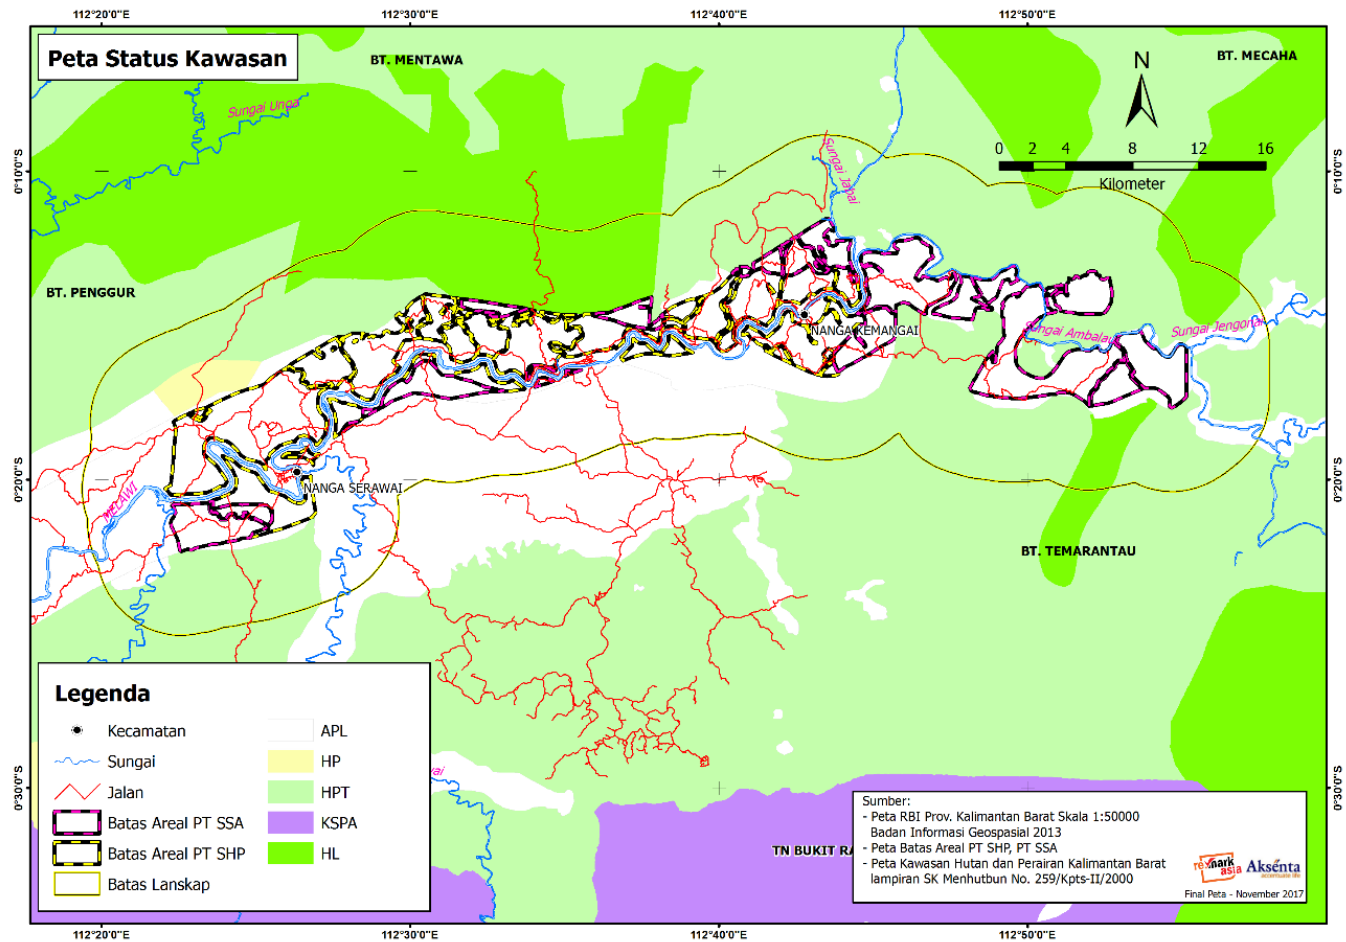 112°20'0"E 112°30'0"E 112°40'0"E 112°50'0"E
Peta Status Kawasan
BT. MENTAWA
BT. MECAHA
N
Sungai Unga
0 2 4 8 12 16
Kilometer
0°10'0"S 0°10'0"S
Sungai Jabai
BT. PENGGUR
NANGA KEMANGAI
Sungai Ambalau
Sungai Jengonai
0°20'0"S 0°20'0"S
NANGA SERAWAI
MELAWI
BT. TEMARANTAU
Legenda
Kecamatan
Sungai
Jalan
Batas Areal PT SSA
Batas Areal PT SHP
Batas Lanskap
APL
HP
HPT
KSPA
HL
0°30'0"S 0°30'0"S
TN BUKIT RA
Sumber:
- Peta RBI Prov. Kalimantan Barat Skala 1:50000
Badan Informasi Geospasial 2013
- Peta Batas Areal PT SHP, PT SSA
- Peta Kawasan Hutan dan Perairan Kalimantan Barat
lampiran SK Menhutbun No. 259/Kpts-II/2000
re mark asia Aksenta
Final Peta - November 2017
112°20'0"E 112°30'0"E 112°40'0"E 112°50'0"E